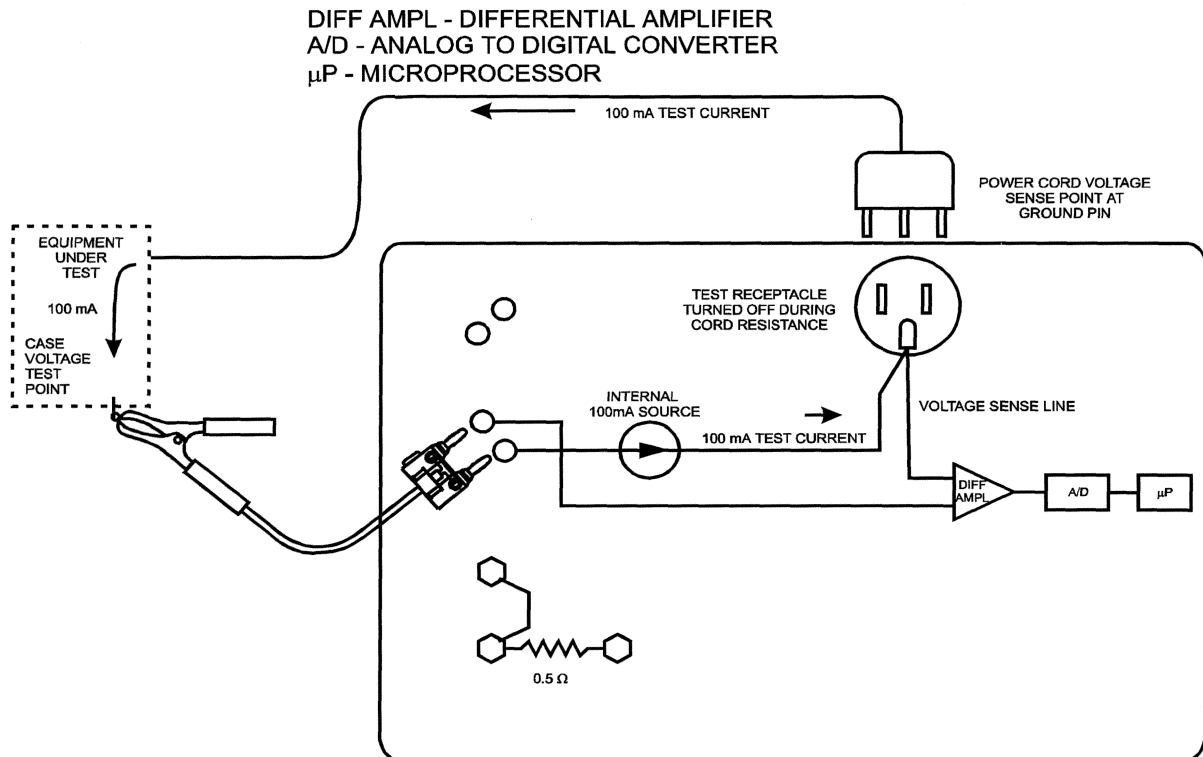 DIFF AMPL - DIFFERENTIAL AMPLIFIER
A/D - ANALOG TO DIGITAL CONVERTER
µP - MICROPROCESSOR
100 mA TEST CURRENT
POWER CORD VOLTAGE
SENSE POINT AT
GROUND PIN
EQUIPMENT
UNDER
TEST
100 mA
CASE
VOLTAGE
TEST
POINT
TEST RECEPTACLE
TURNED OFF DURING
CORD RESISTANCE
INTERNAL
100mA SOURCE
100 mA TEST CURRENT
VOLTAGE SENSE LINE
DIFF
AMPL
A/D
µP
0.5 Ω